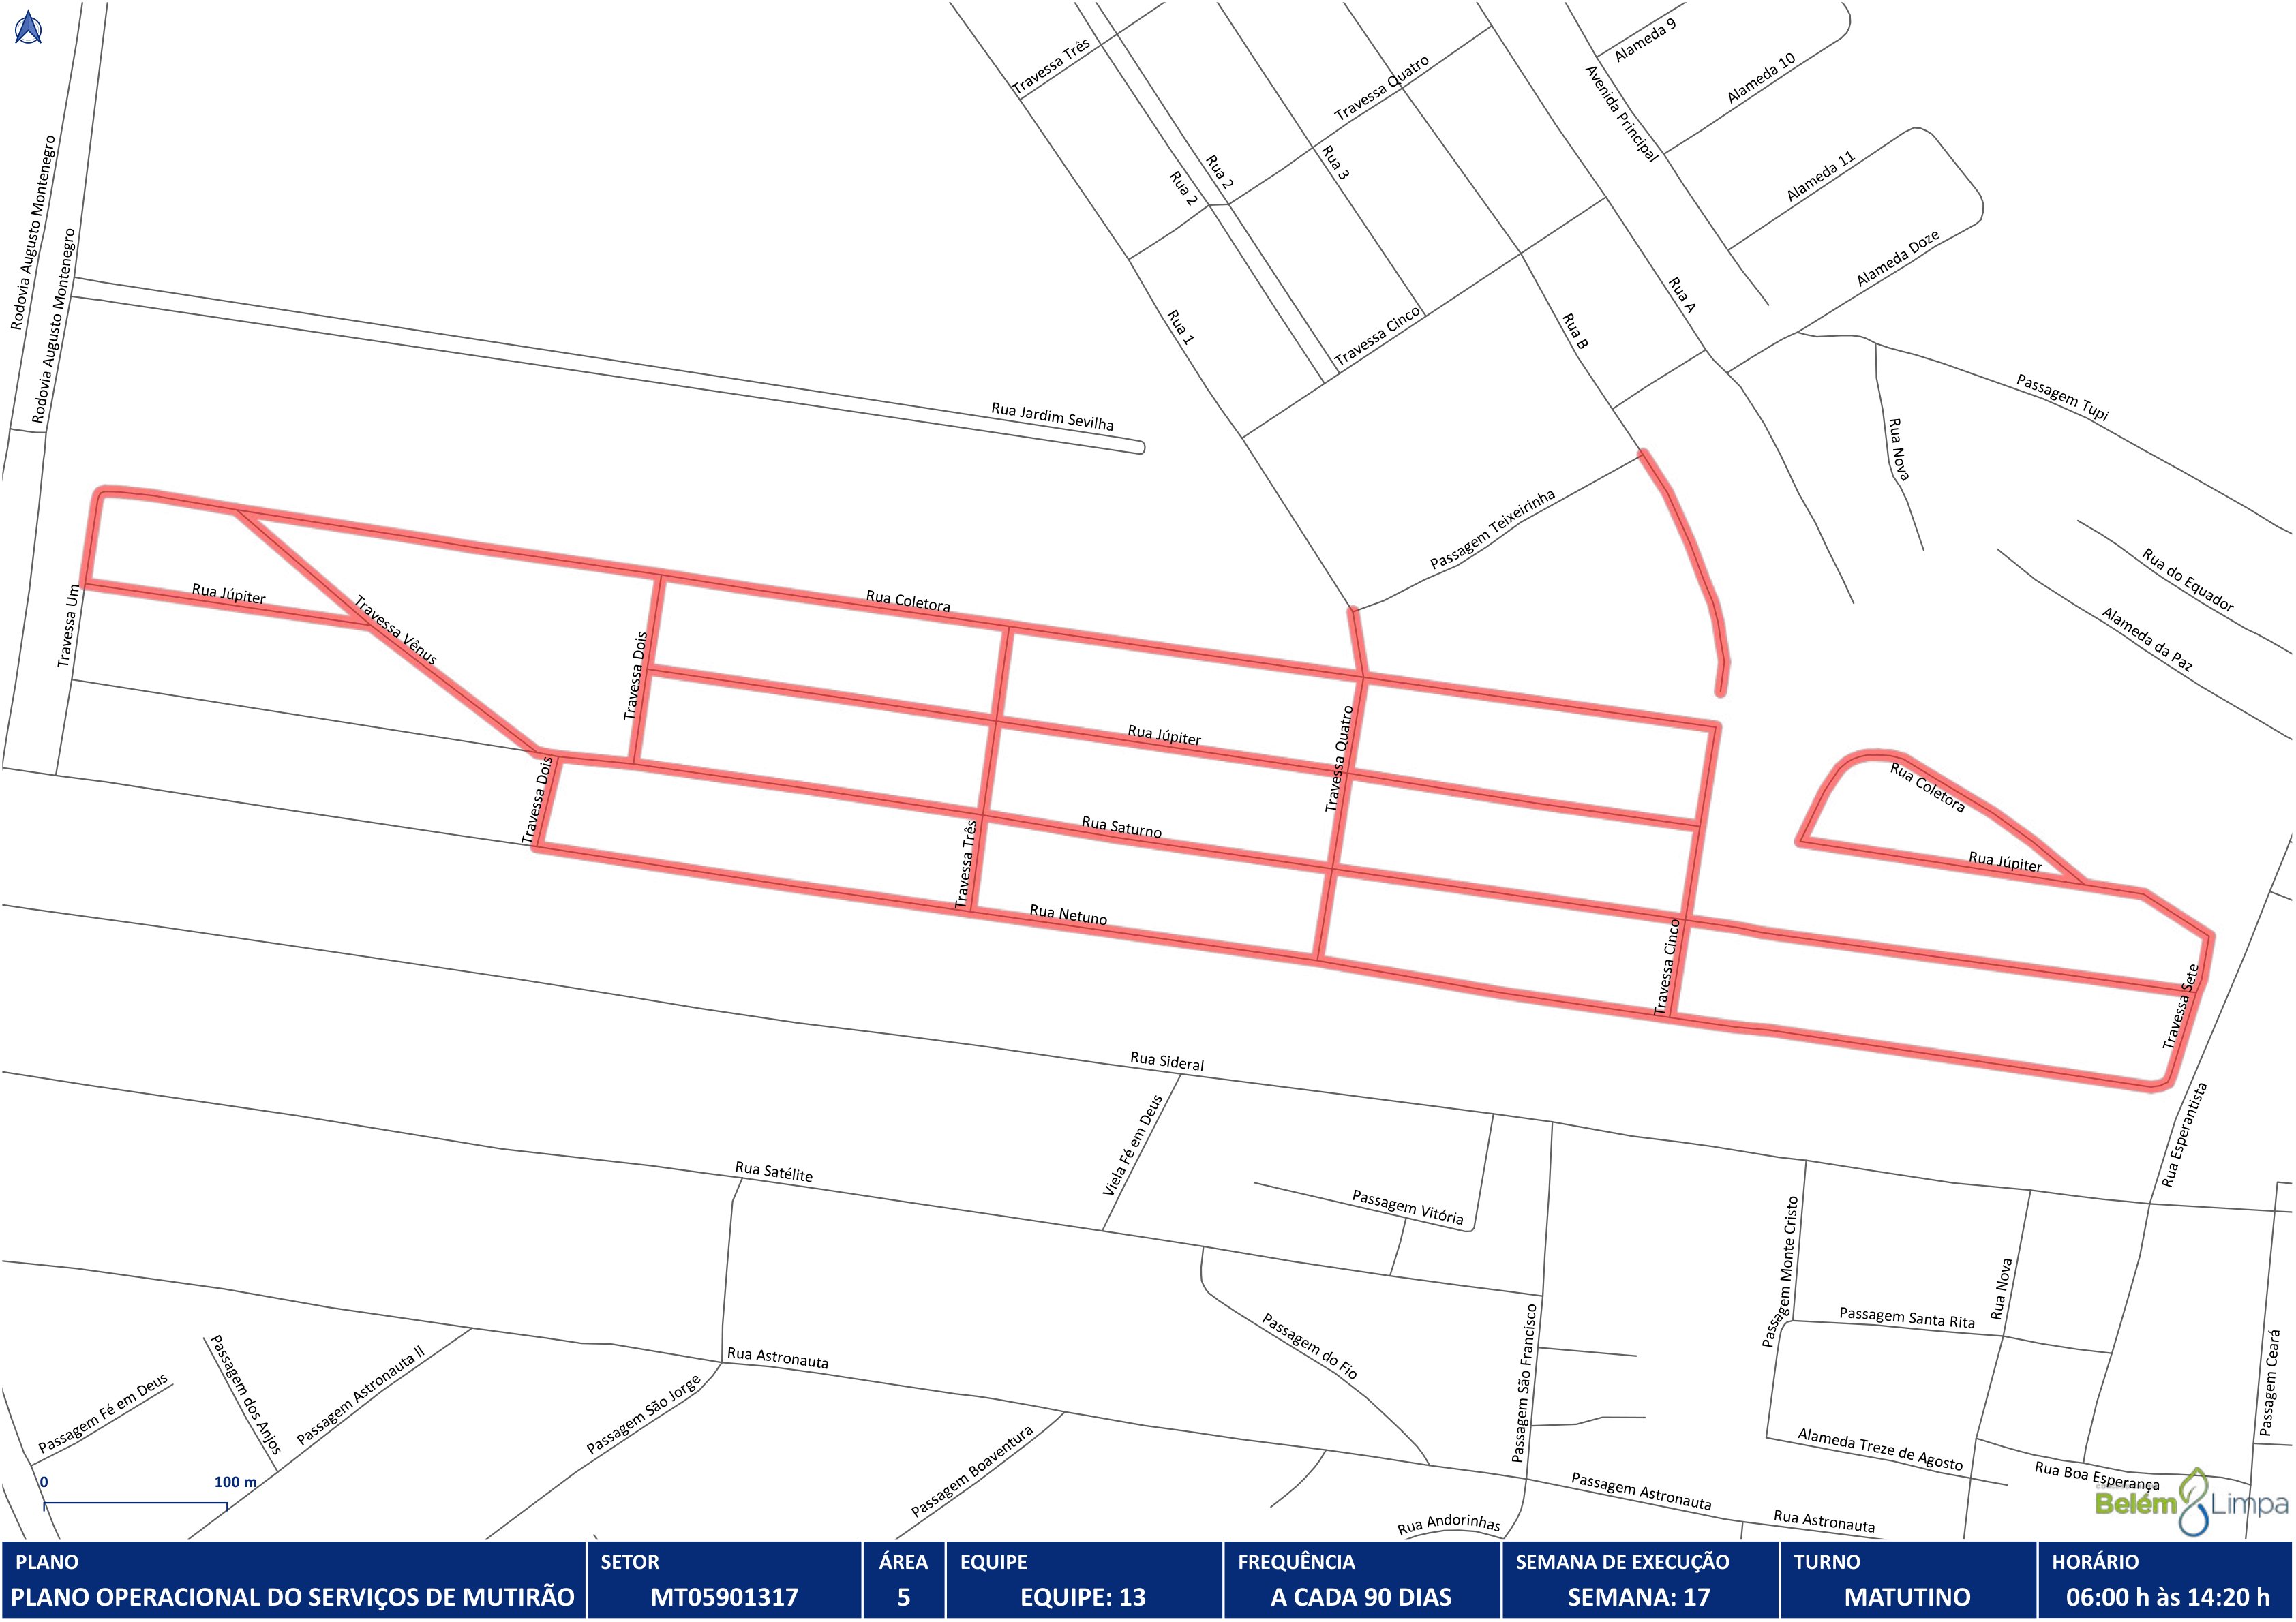 Alameda 9
Travessa Três
Alameda 10
Travessa Quatro
Avenida Principal
Rodovia Augusto Montenegro
Rua 2
Rua 2
Rua 3
Alameda 11
Rodovia Augusto Montenegro
Alameda Doze
Rua A
Rua 1
Rua B
Travessa Cinco
Passagem Tupi
Rua Jardim Sevilha
Rua Nova
Passagem Teixeirinha
Rua do Equador
Alameda da Paz
Rua Júpiter
Travessa Um
Travessa Vênus
Rua Coletora
Travessa Dois
Rua Júpiter
Travessa Quatro
Rua Coletora
Travessa Dois
Rua Saturno
Rua Júpiter
Travessa Três
Rua Netuno
Travessa Cinco
Travessa Sete
Rua Sideral
Viela Fé em Deus
Rua Esperantista
Rua Satélite
Passagem Vitória
Passagem Monte Cristo
Rua Nova
Passagem Santa Rita
Passagem do Fio
Passagem São Francisco
Rua Astronauta
Passagem Ceará
Passagem Fé em Deus
Passagem dos Anjos
Passagem Astronauta II
Passagem São Jorge
Passagem Boaventura
Alameda Treze de Agosto
Rua Boa Esperança
Passagem Astronauta
Rua Astronauta
Rua Andorinhas
0 100 m
Belém Limpa
PLANO
PLANO OPERACIONAL DO SERVIÇOS DE MUTIRÃO
SETOR
MT05901317
ÁREA
5
EQUIPE
EQUIPE: 13
FREQUÊNCIA
A CADA 90 DIAS
SEMANA DE EXECUÇÃO
SEMANA: 17
TURNO
MATUTINO
HORÁRIO
06:00 h às 14:20 h